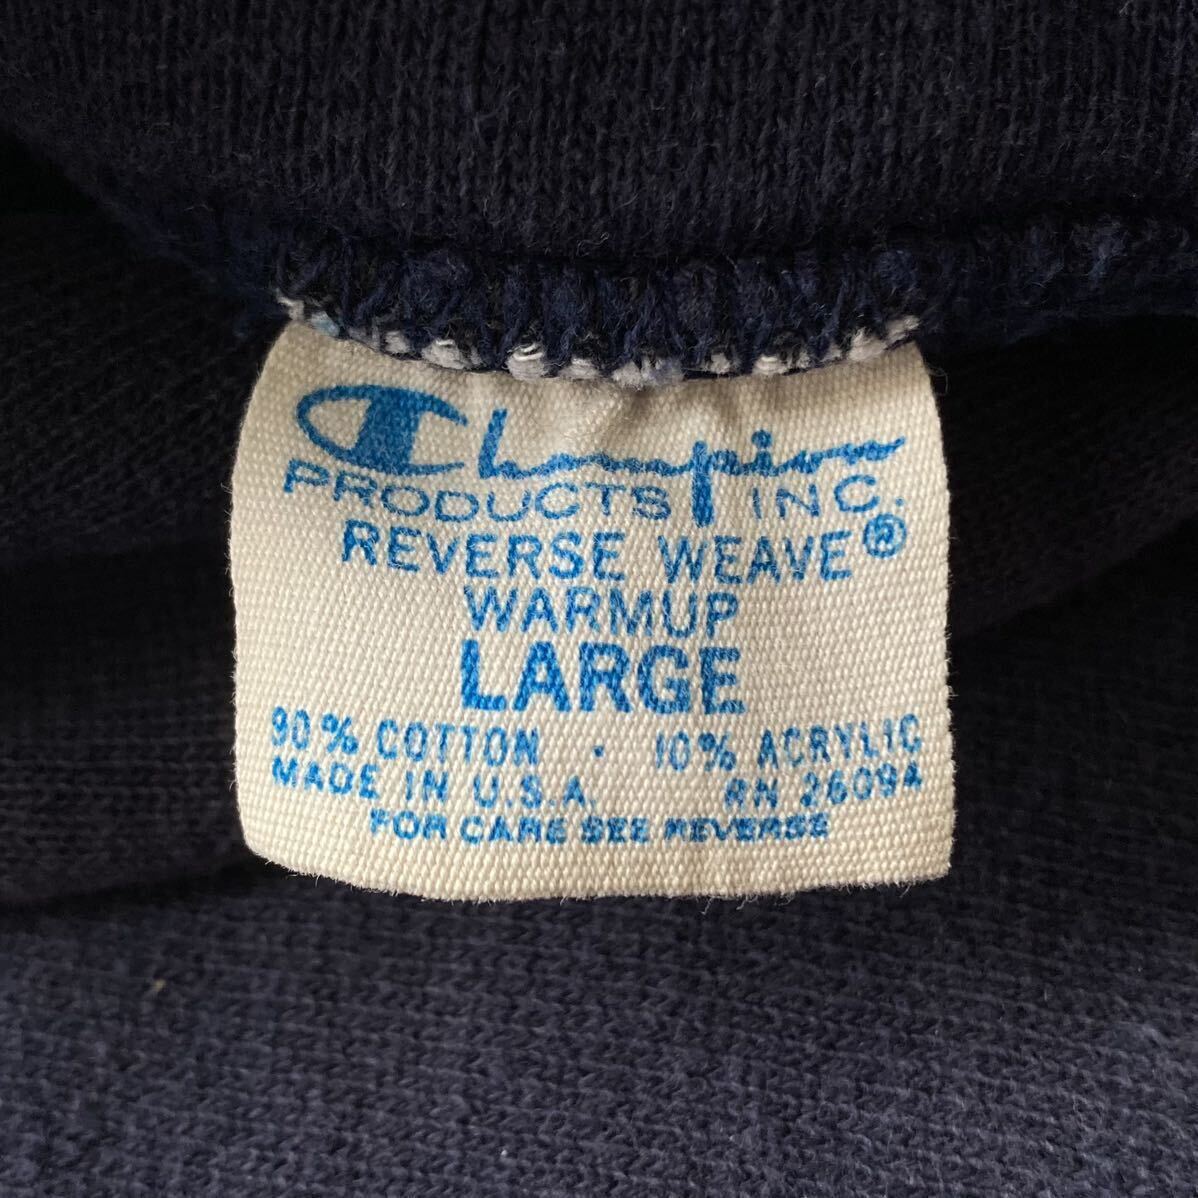 Champion
PRODUCTS INC.
REVERSE WEAVE®
WARMUP
LARGE
90% COTTON · 10% ACRYLIC
MADE IN U.S.A. RN 26094
FOR CARE SEE REVERSE